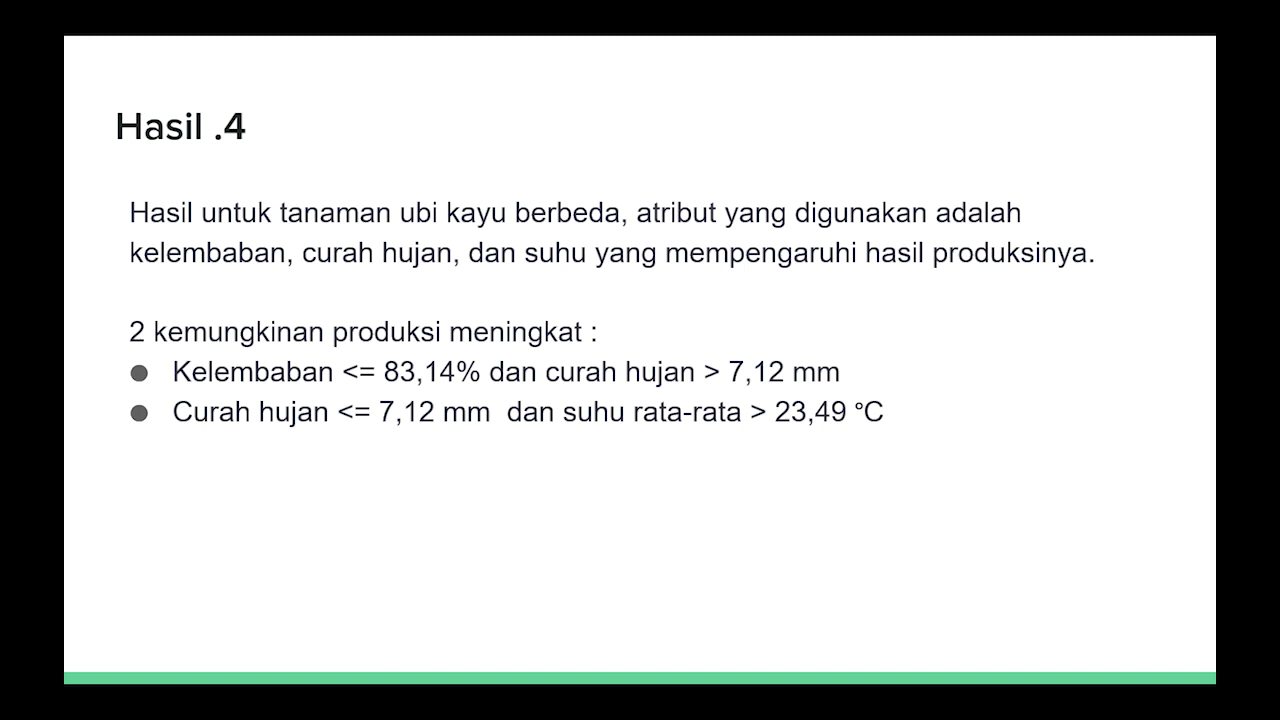 Hasil .4
Hasil untuk tanaman ubi kayu berbeda, atribut yang digunakan adalah
kelembaban, curah hujan, dan suhu yang mempengaruhi hasil produksinya.
2 kemungkinan produksi meningkat :
● Kelembaban <= 83,14% dan curah hujan > 7,12 mm
● Curah hujan <= 7,12 mm  dan suhu rata-rata > 23,49 °C